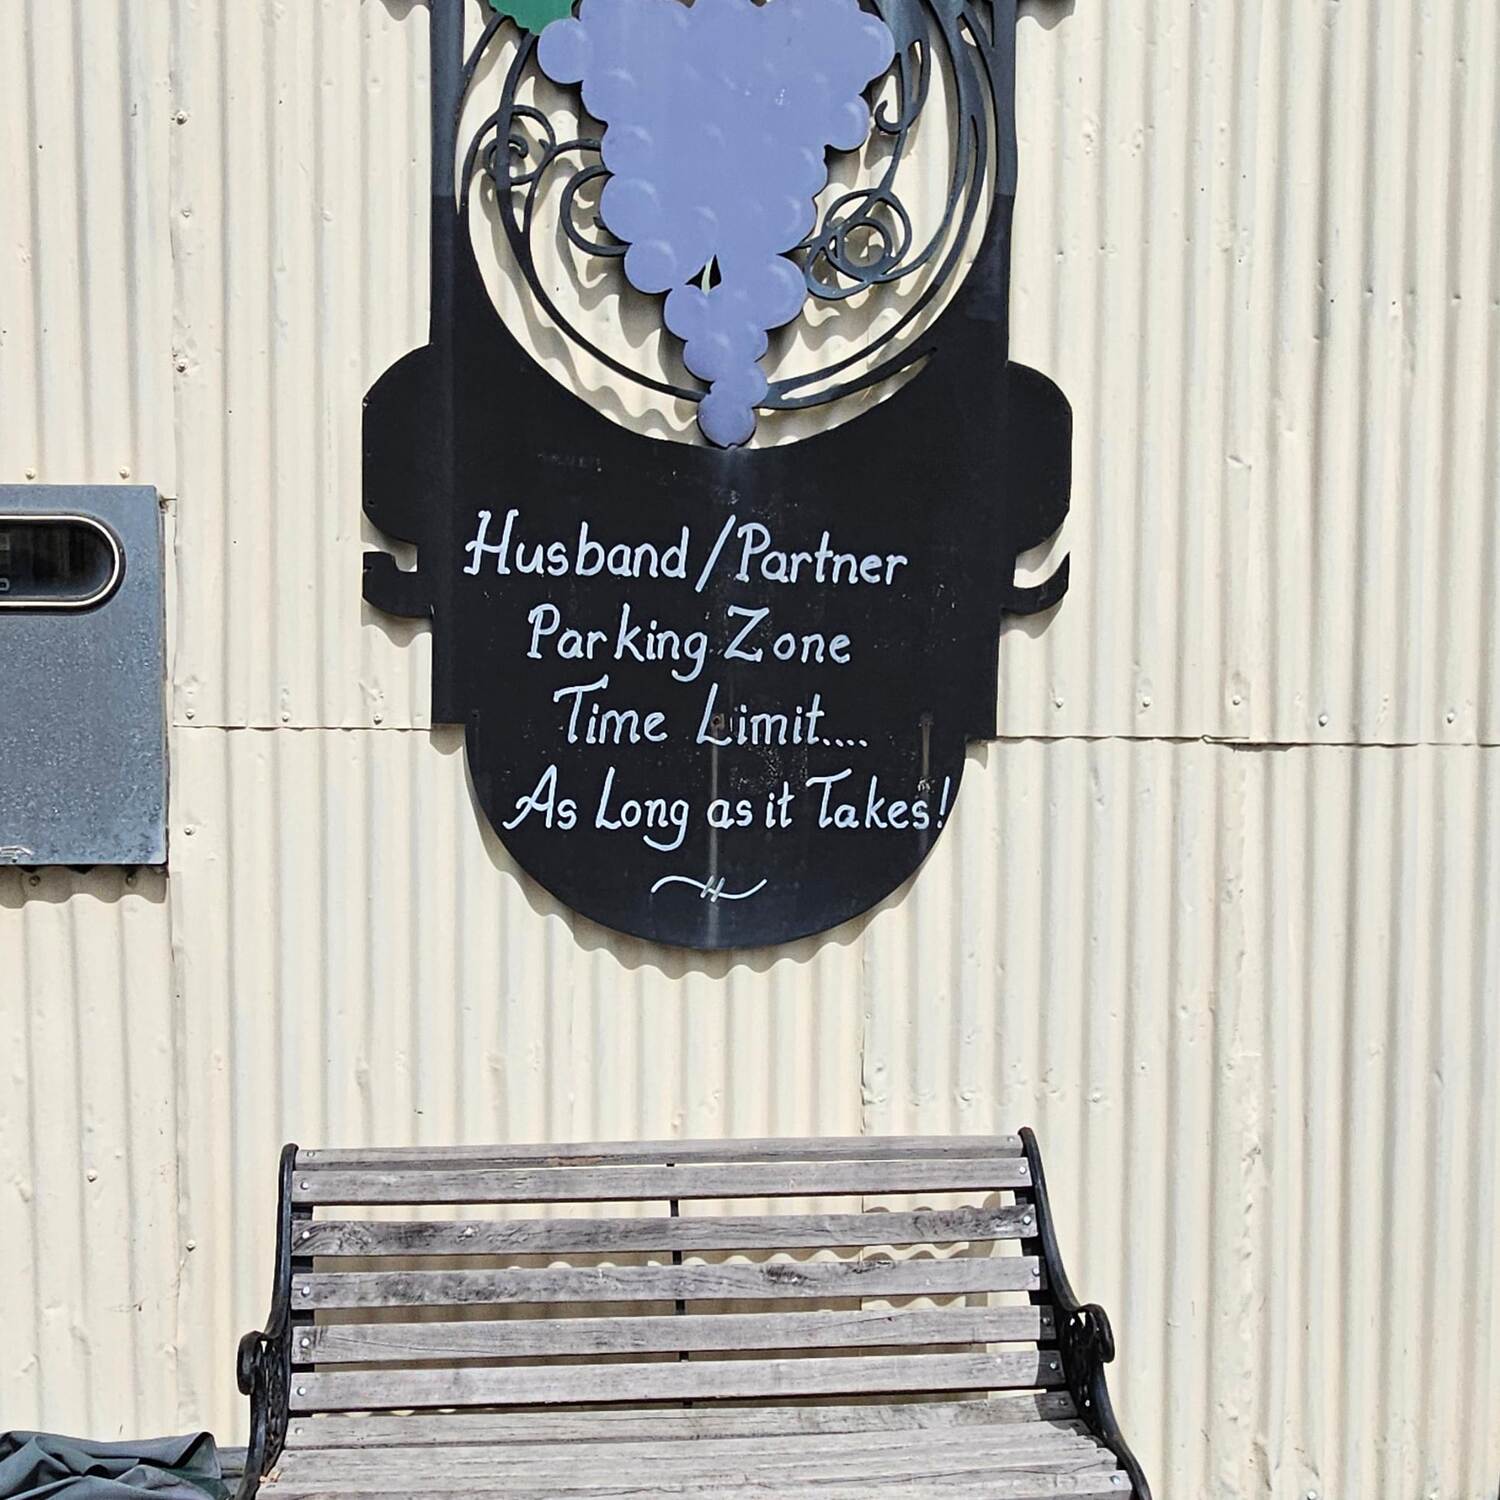 Husband/Partner
Parking Zone
Time Limit....
As Long as it Takes!